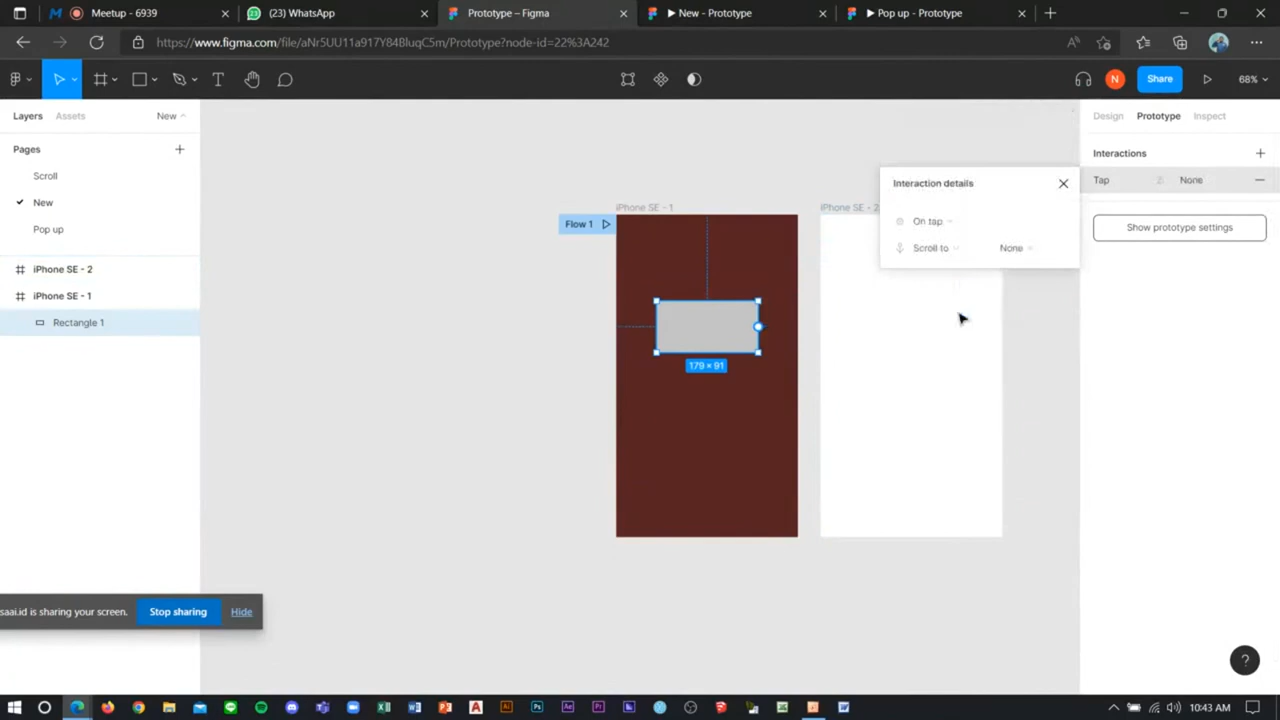 Meetup - 6939
(23) WhatsApp
Prototype – Figma
▶ New - Prototype
▶ Pop up - Prototype
https://www.figma.com/file/aNr5UU11a917Y84BluqC5m/Prototype?node-id=22%3A242
N
Share
68%
Layers
Assets
New
Design
Prototype
Inspect
Pages
Interactions
Scroll
Tap
None
New
Interaction details
Pop up
iPhone SE - 1
iPhone SE - 2
Flow 1
On tap
Show prototype settings
Scroll to
None
iPhone SE - 2
iPhone SE - 1
Rectangle 1
179 × 91
saai.id is sharing your screen.
Stop sharing
Hide
?
10:43 AM